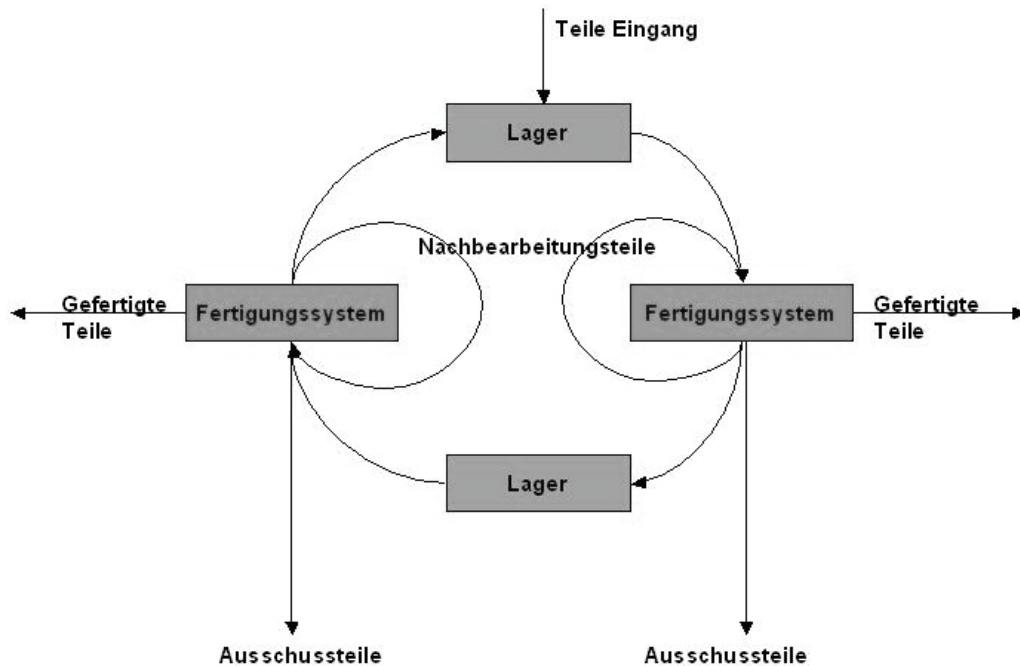 Teile Eingang
Lager
Nachbearbeitungsteile
Gefertigte
Teile
Fertigungssystem
Fertigungssystem
Gefertigte
Teile
Lager
Ausschussteile
Ausschussteile